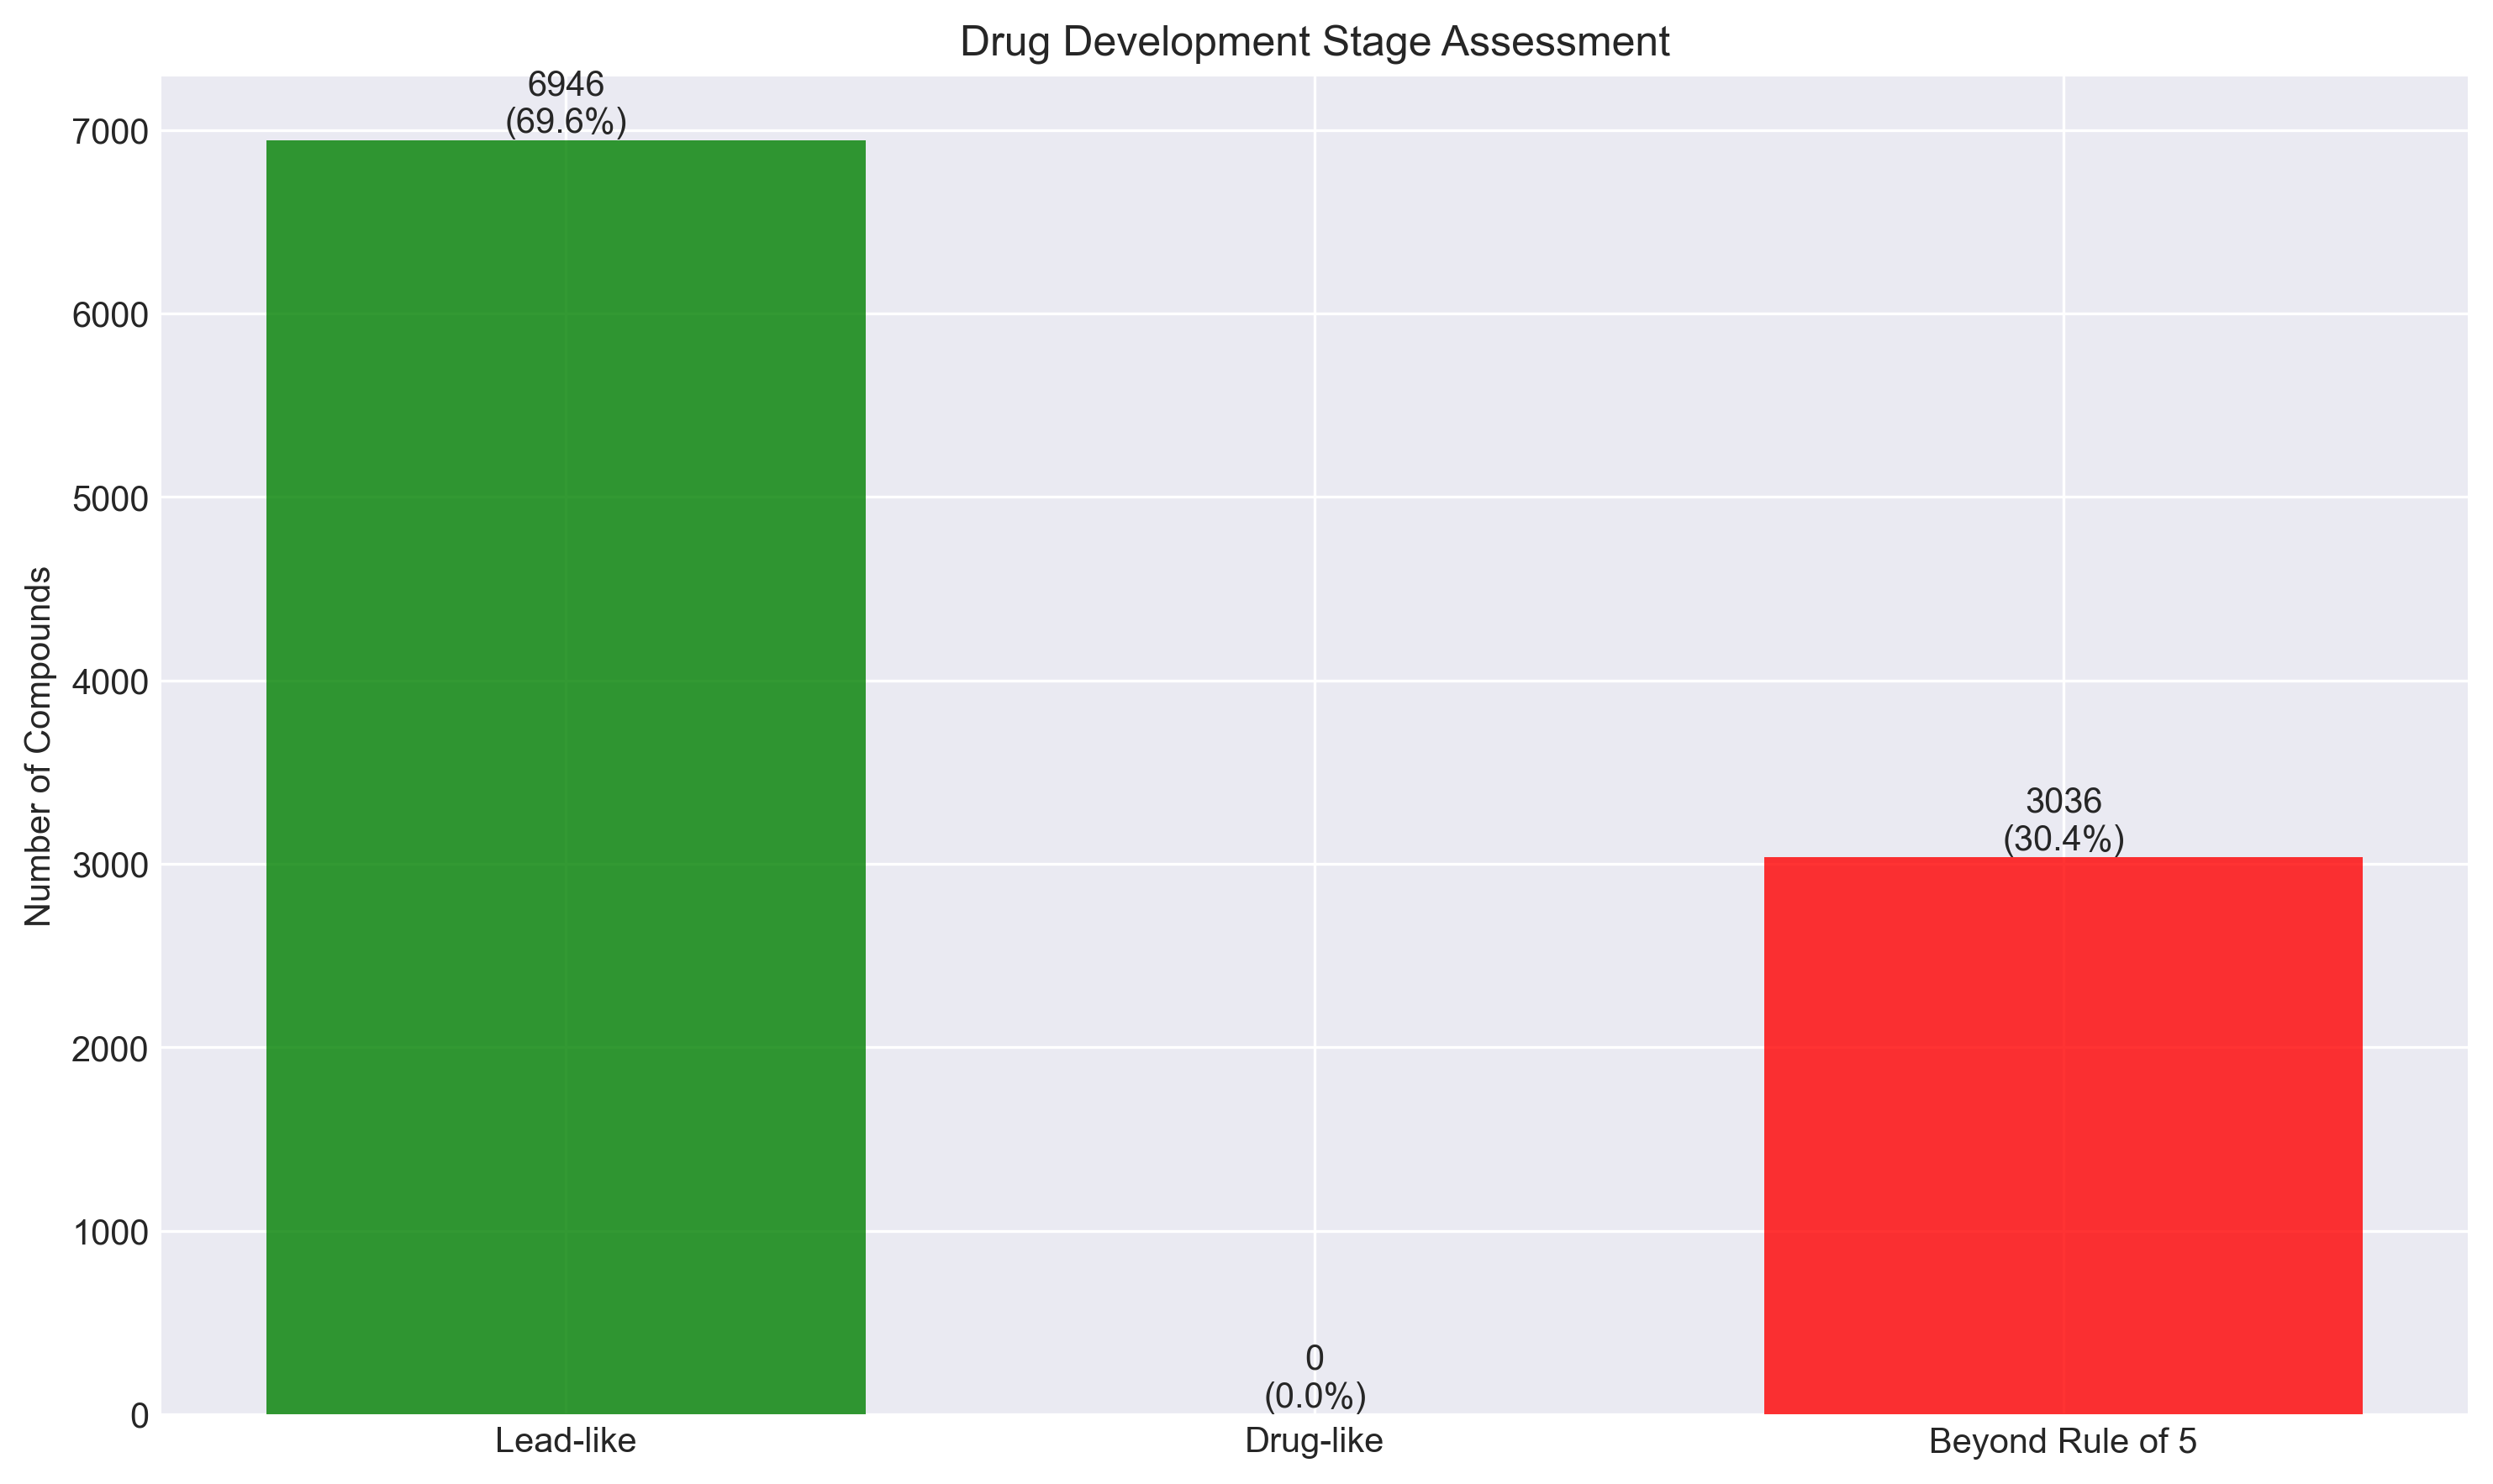 Drug Development Stage Assessment
Number of Compounds
7000
6000
5000
4000
3000
2000
1000
0
6946
(69.6%)
0
(0.0%)
3036
(30.4%)
Lead-like
Drug-like
Beyond Rule of 5